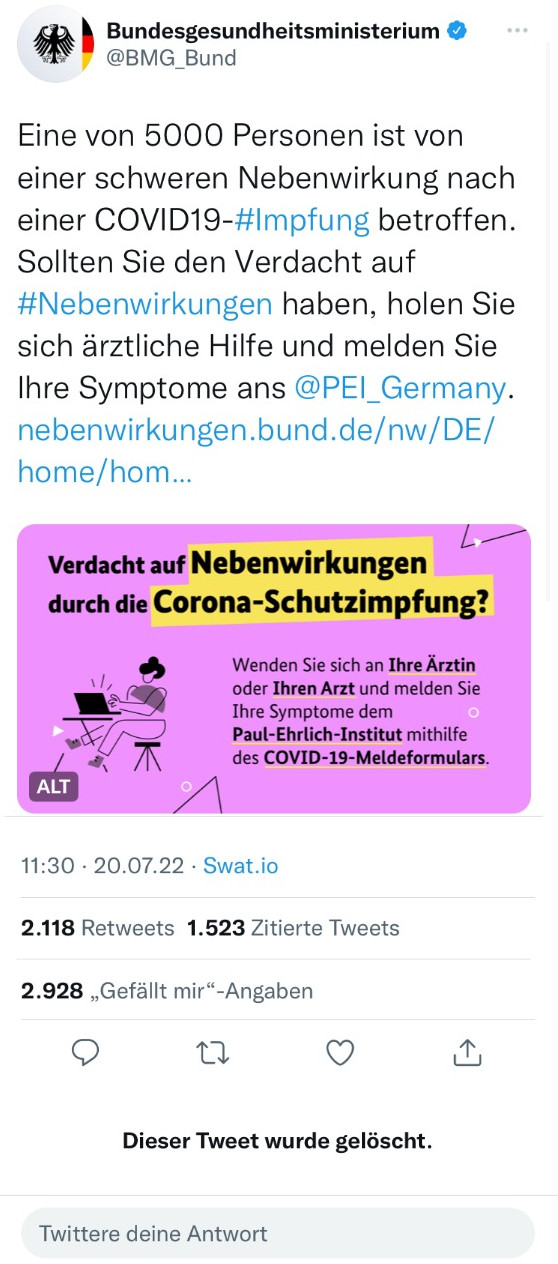 Bundesgesundheitsministerium
@BMG_Bund
Eine von 5000 Personen ist von
einer schweren Nebenwirkung nach
einer COVID19-#Impfung betroffen.
Sollten Sie den Verdacht auf
#Nebenwirkungen haben, holen Sie
sich ärztliche Hilfe und melden Sie
Ihre Symptome ans @PEI_Germany.
nebenwirkungen.bund.de/nw/DE/
home/hom...
Verdacht auf Nebenwirkungen
durch die Corona-Schutzimpfung?
Wenden Sie sich an Ihre Ärztin
oder Ihren Arzt und melden Sie
Ihre Symptome dem
Paul-Ehrlich-Institut mithilfe
des COVID-19-Meldeformulars.
ALT
11:30 · 20.07.22 · Swat.io
2.118 Retweets 1.523 Zitierte Tweets
2.928 „Gefällt mir“-Angaben
Dieser Tweet wurde gelöscht.
Twittere deine Antwort